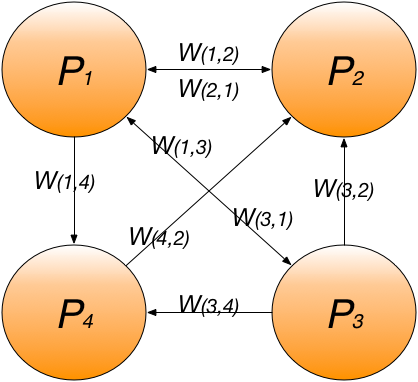 P1
W(1,2)
W(2,1)
P2
W(1,3)
W(1,4)
W(3,2)
W(3,1)
W(4,2)
W(3,4)
P4
P3